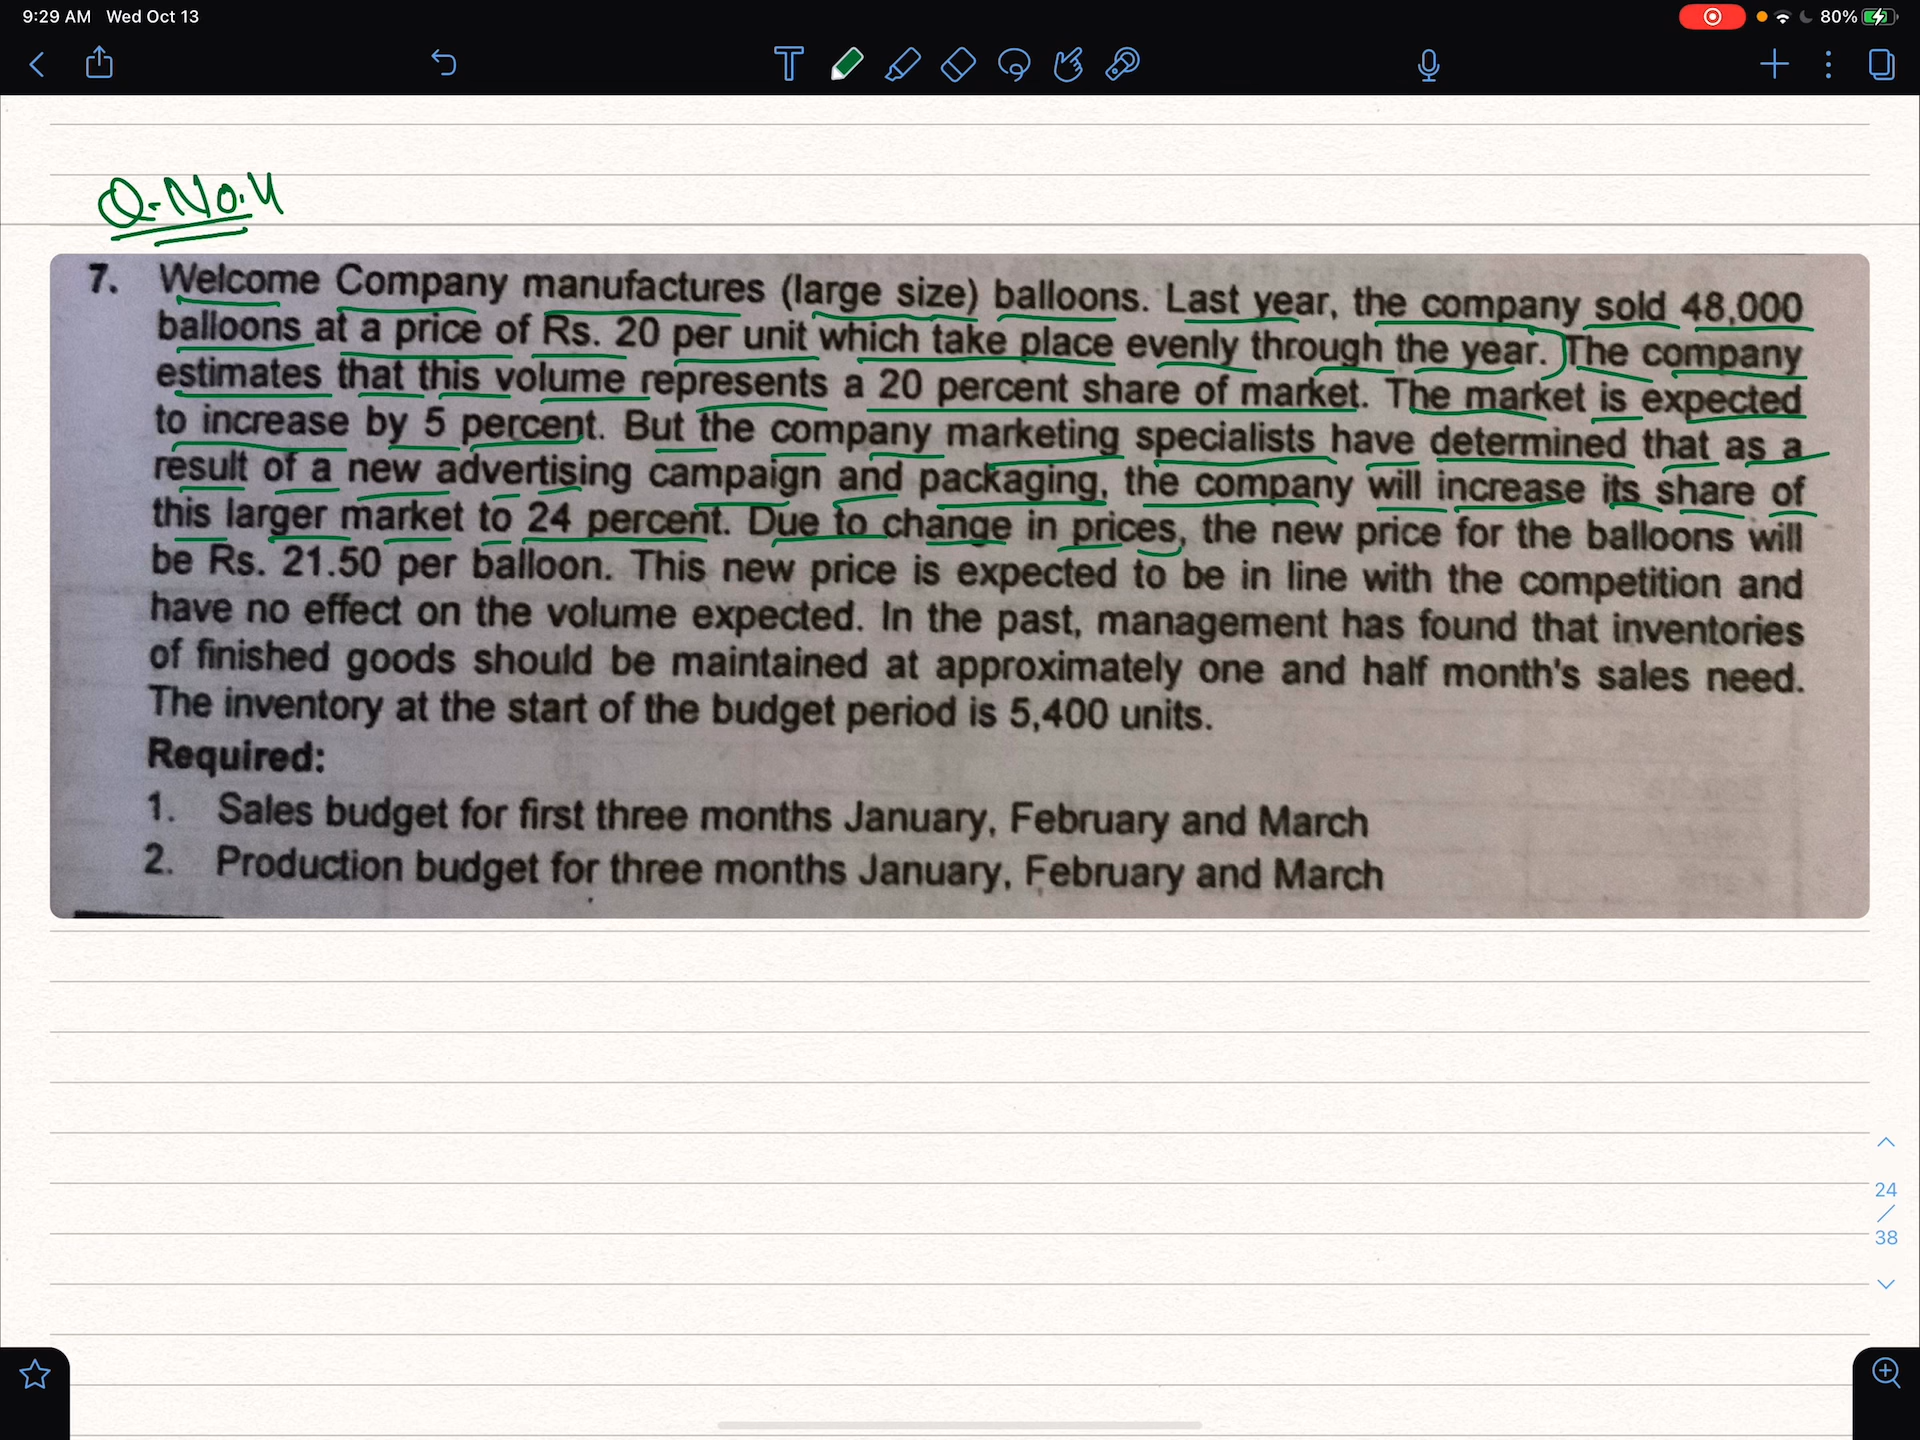 9:29 AM Wed Oct 13
80%
T
Q.No.4
7. Welcome Company manufactures (large size) balloons. Last year, the company sold 48,000
balloons at a price of Rs. 20 per unit which take place evenly through the year. The company
estimates that this volume represents a 20 percent share of market. The market is expected
to increase by 5 percent. But the company marketing specialists have determined that as a
result of a new advertising campaign and packaging, the company will increase its share of
this larger market to 24 percent. Due to change in prices, the new price for the balloons will
be Rs. 21.50 per balloon. This new price is expected to be in line with the competition and
have no effect on the volume expected. In the past, management has found that inventories
of finished goods should be maintained at approximately one and half month's sales need.
The inventory at the start of the budget period is 5,400 units.
Required:
1. Sales budget for first three months January, February and March
2. Production budget for three months January, February and March
24
/
38